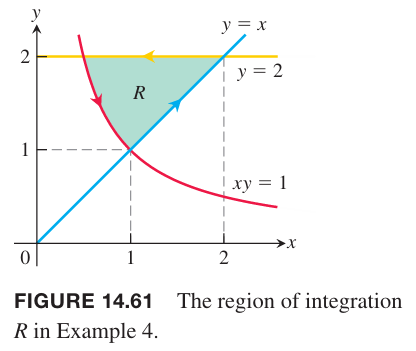 y
y = x
2
y = 2
R
1
xy = 1
x
0
1
2
FIGURE 14.61 The region of integration
R in Example 4.